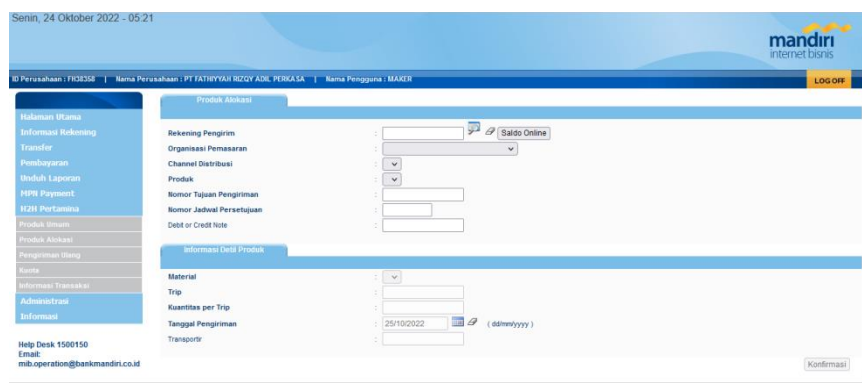 Senin, 24 Oktober 2022 - 05:21
mandiri
internet bisnis
ID Perusahaan : FH38350 | Nama Perusahaan : PT FATHIYYAH RIZQY ADIL PERKASA | Nama Pengguna : MAKER
LOG OFF
Halaman Utama
Informasi Rekening
Transfer
Pembayaran
Unduh Laporan
MPN Payment
H2H Pertamina
Produk Umum
Produk Alokasi
Pengiriman Ulang
Kuota
Informasi Transaksi
Administrasi
Informasi
Help Desk 1500150
Email:
mib.operation@bankmandiri.co.id
Produk Alokasi
Rekening Pengirim : Saldo Online
Organisasi Pemasaran :
Channel Distribusi :
Produk :
Nomor Tujuan Pengiriman :
Nomor Jadwal Persetujuan :
Debit or Credit Note :
Informasi Detil Produk
Material :
Trip :
Kuantitas per Trip :
Tanggal Pengiriman : 25/10/2022 ( dd/mm/yyyy )
Transportir :
Konfirmasi